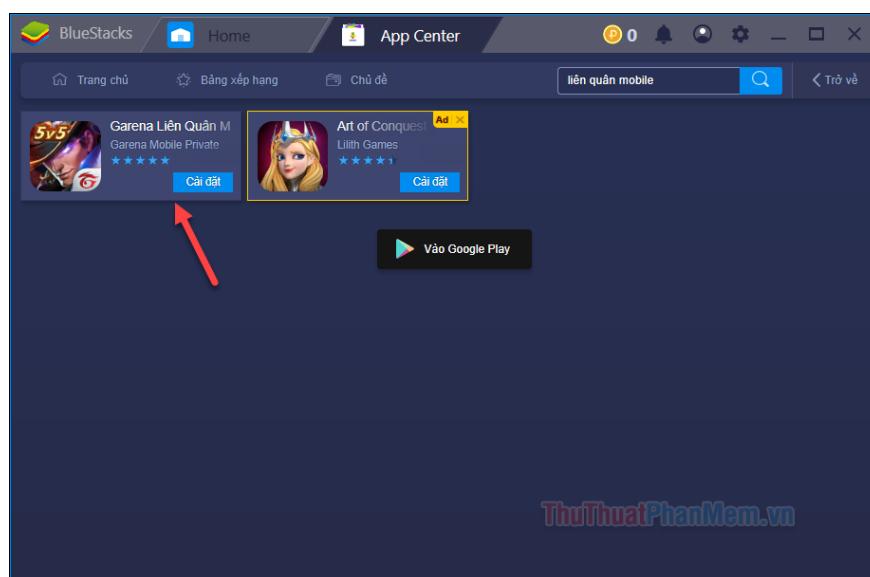 BlueStacks
Home
App Center
0
Trang chủ
Bảng xếp hạng
Chủ đề
liên quân mobile
Trở về
5v5
Garena Liên Quân M
Garena Mobile Private
Cài đặt
Art of Conquest
Ad
Lilith Games
Cài đặt
Vào Google Play
ThuThuatPhanMem.vn